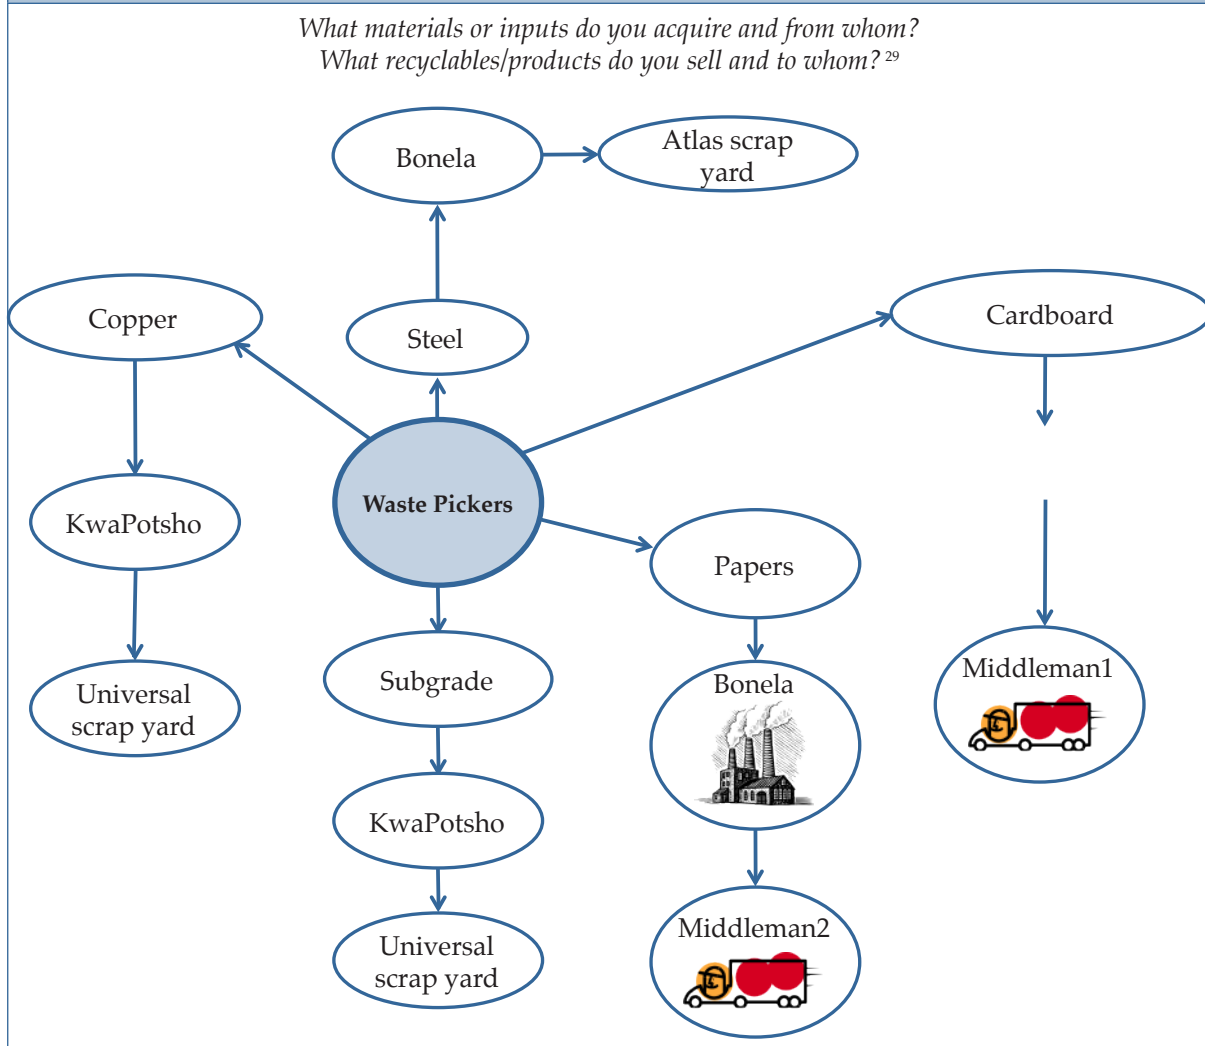 What materials or inputs do you acquire and from whom?
What recyclables/products do you sell and to whom? 29
Bonela
Atlas scrap
yard
Copper
Steel
Cardboard
KwaPotsho
Waste Pickers
Papers
Universal
scrap yard
Subgrade
Bonela
Middleman1
KwaPotsho
Middleman2
Universal
scrap yard